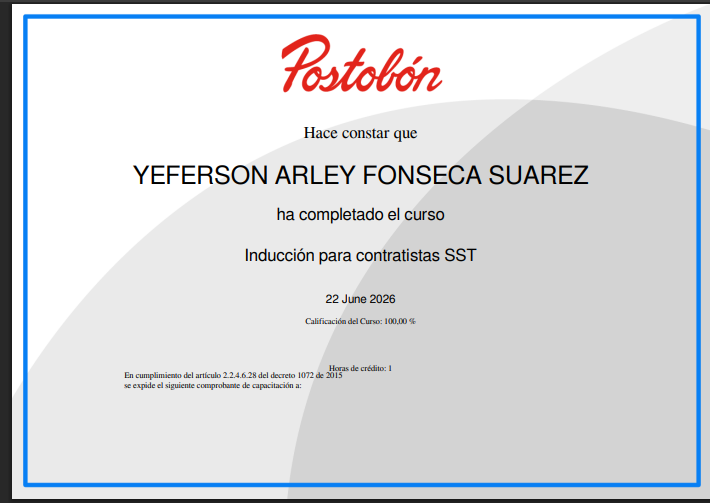 Postobón
Hace constar que
YEFERSON ARLEY FONSECA SUAREZ
ha completado el curso
Inducción para contratistas SST
22 June 2026
Calificación del Curso: 100,00 %
Horas de crédito: 1
En cumplimiento del artículo 2.2.4.6.28 del decreto 1072 de 2015
se expide el siguiente comprobante de capacitación a: